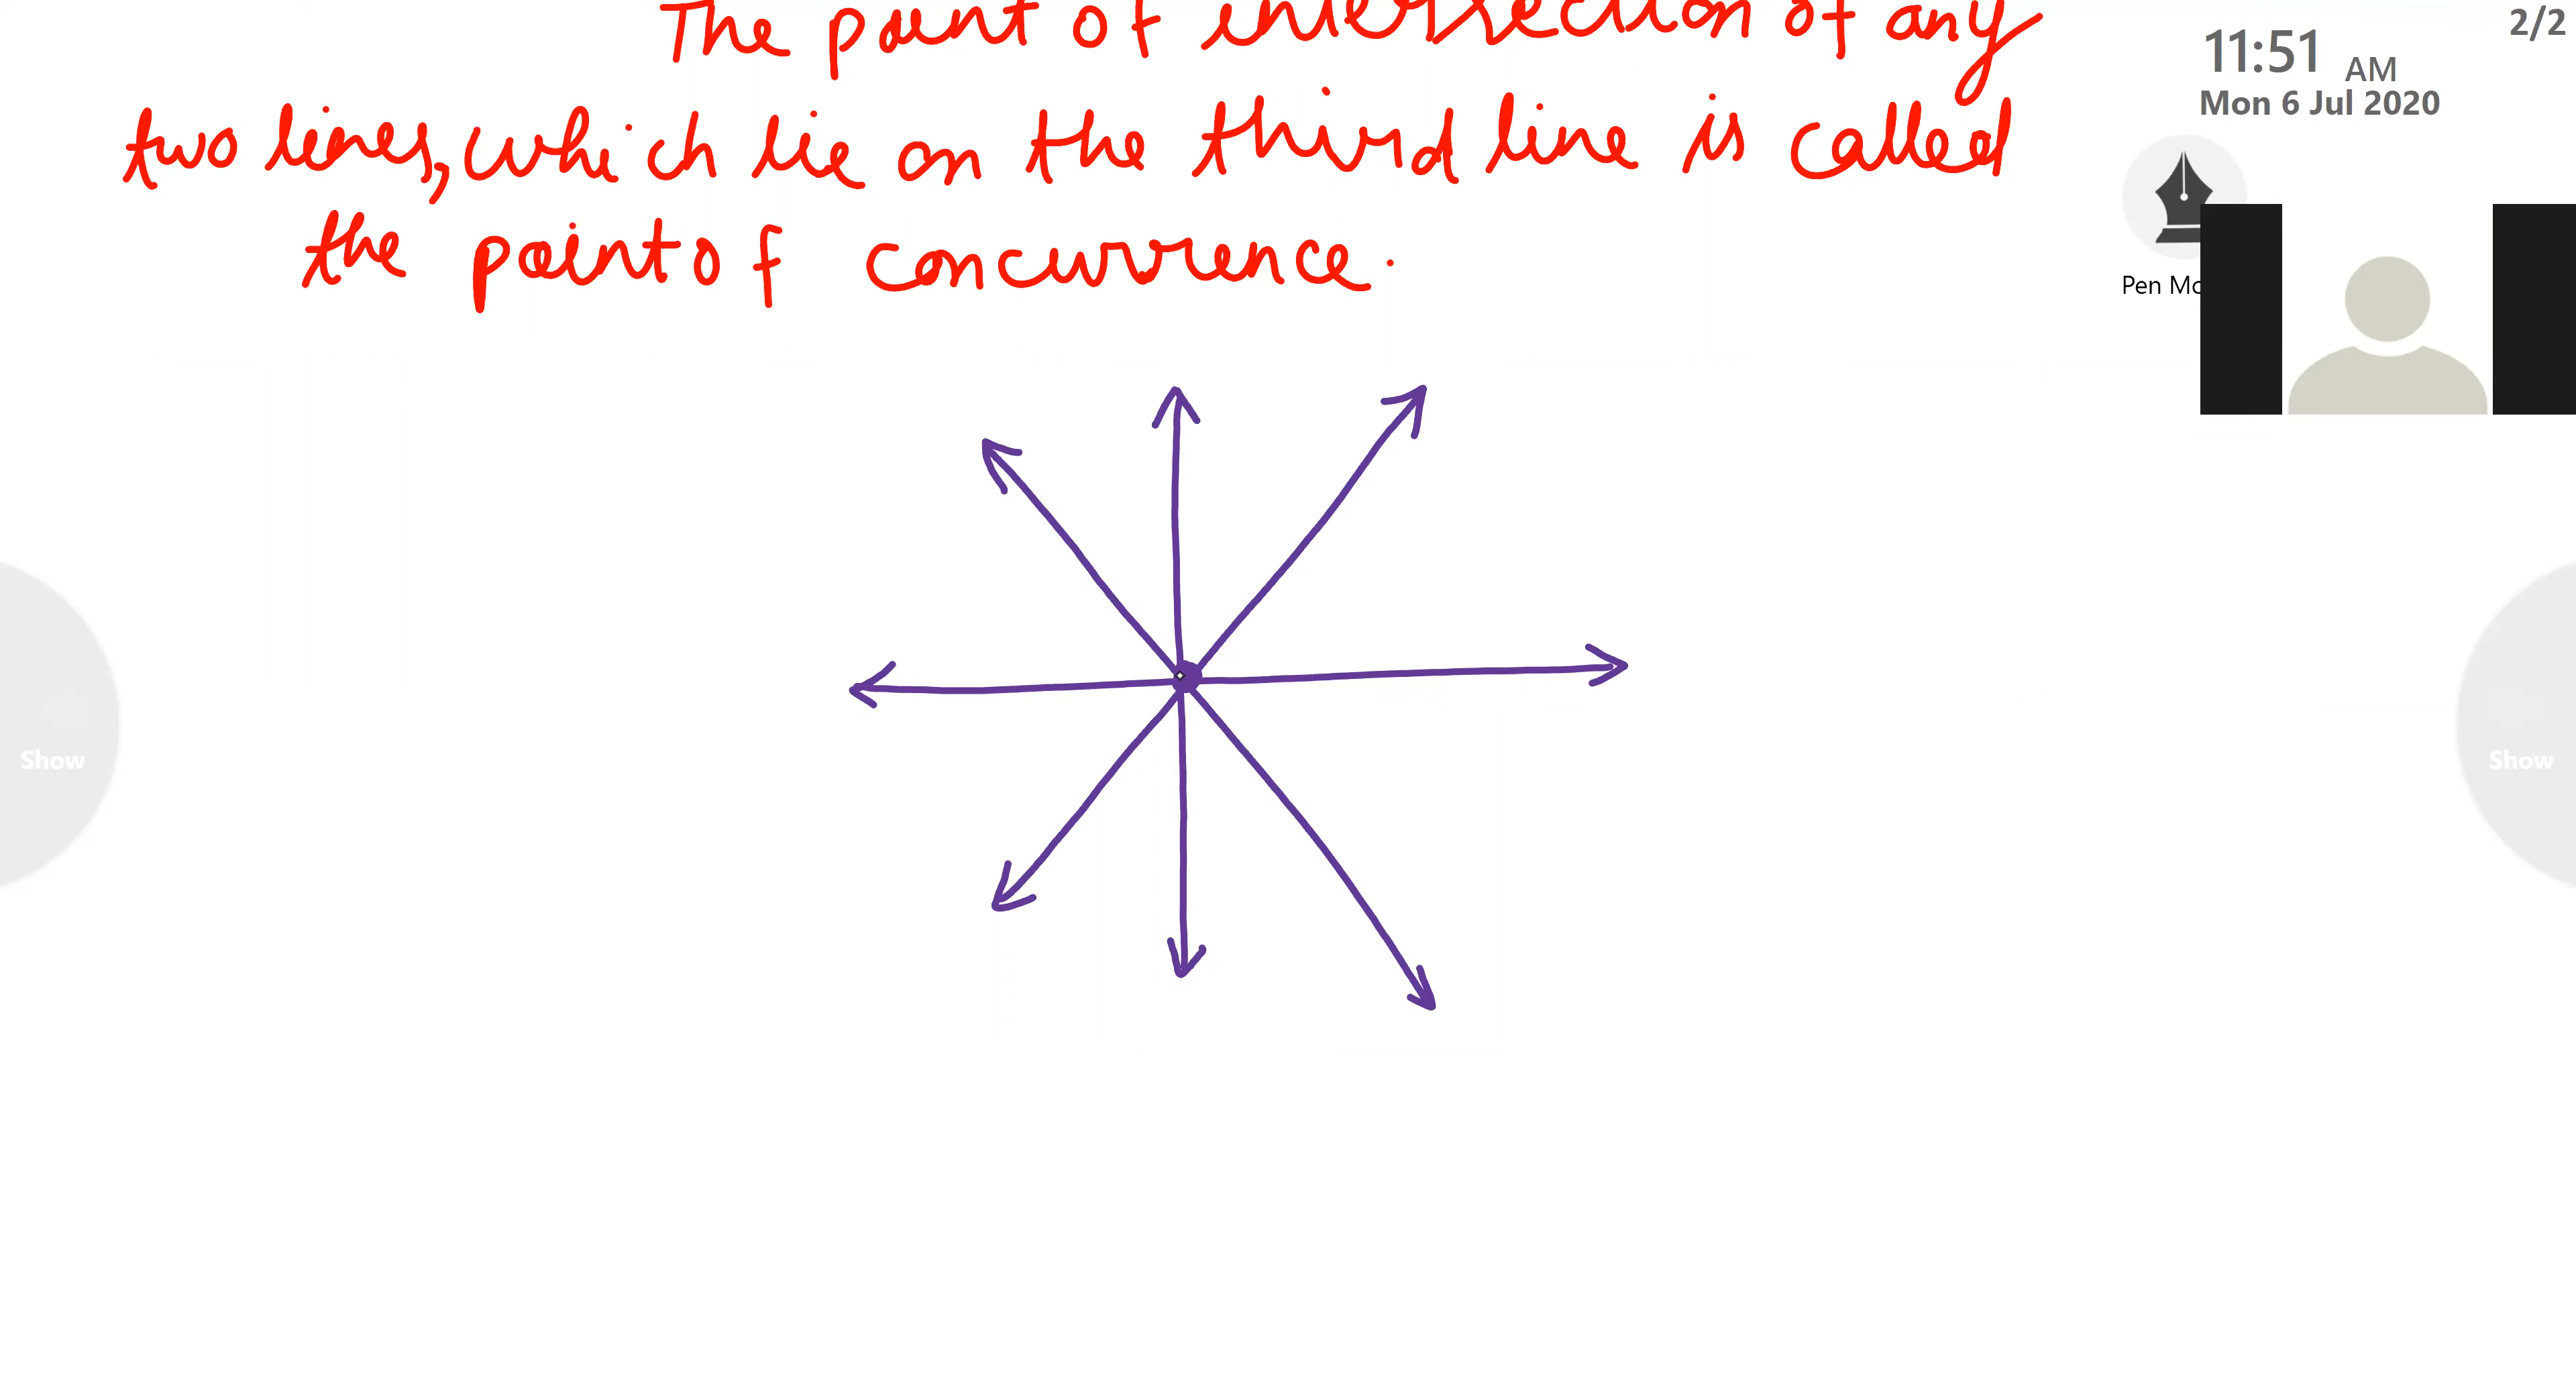 The point of intersection of any
two lines, which lie on the third line is called
the point of concurrence.
2/2
11:51 AM
Mon 6 Jul 2020
Pen Mo
Show
Show